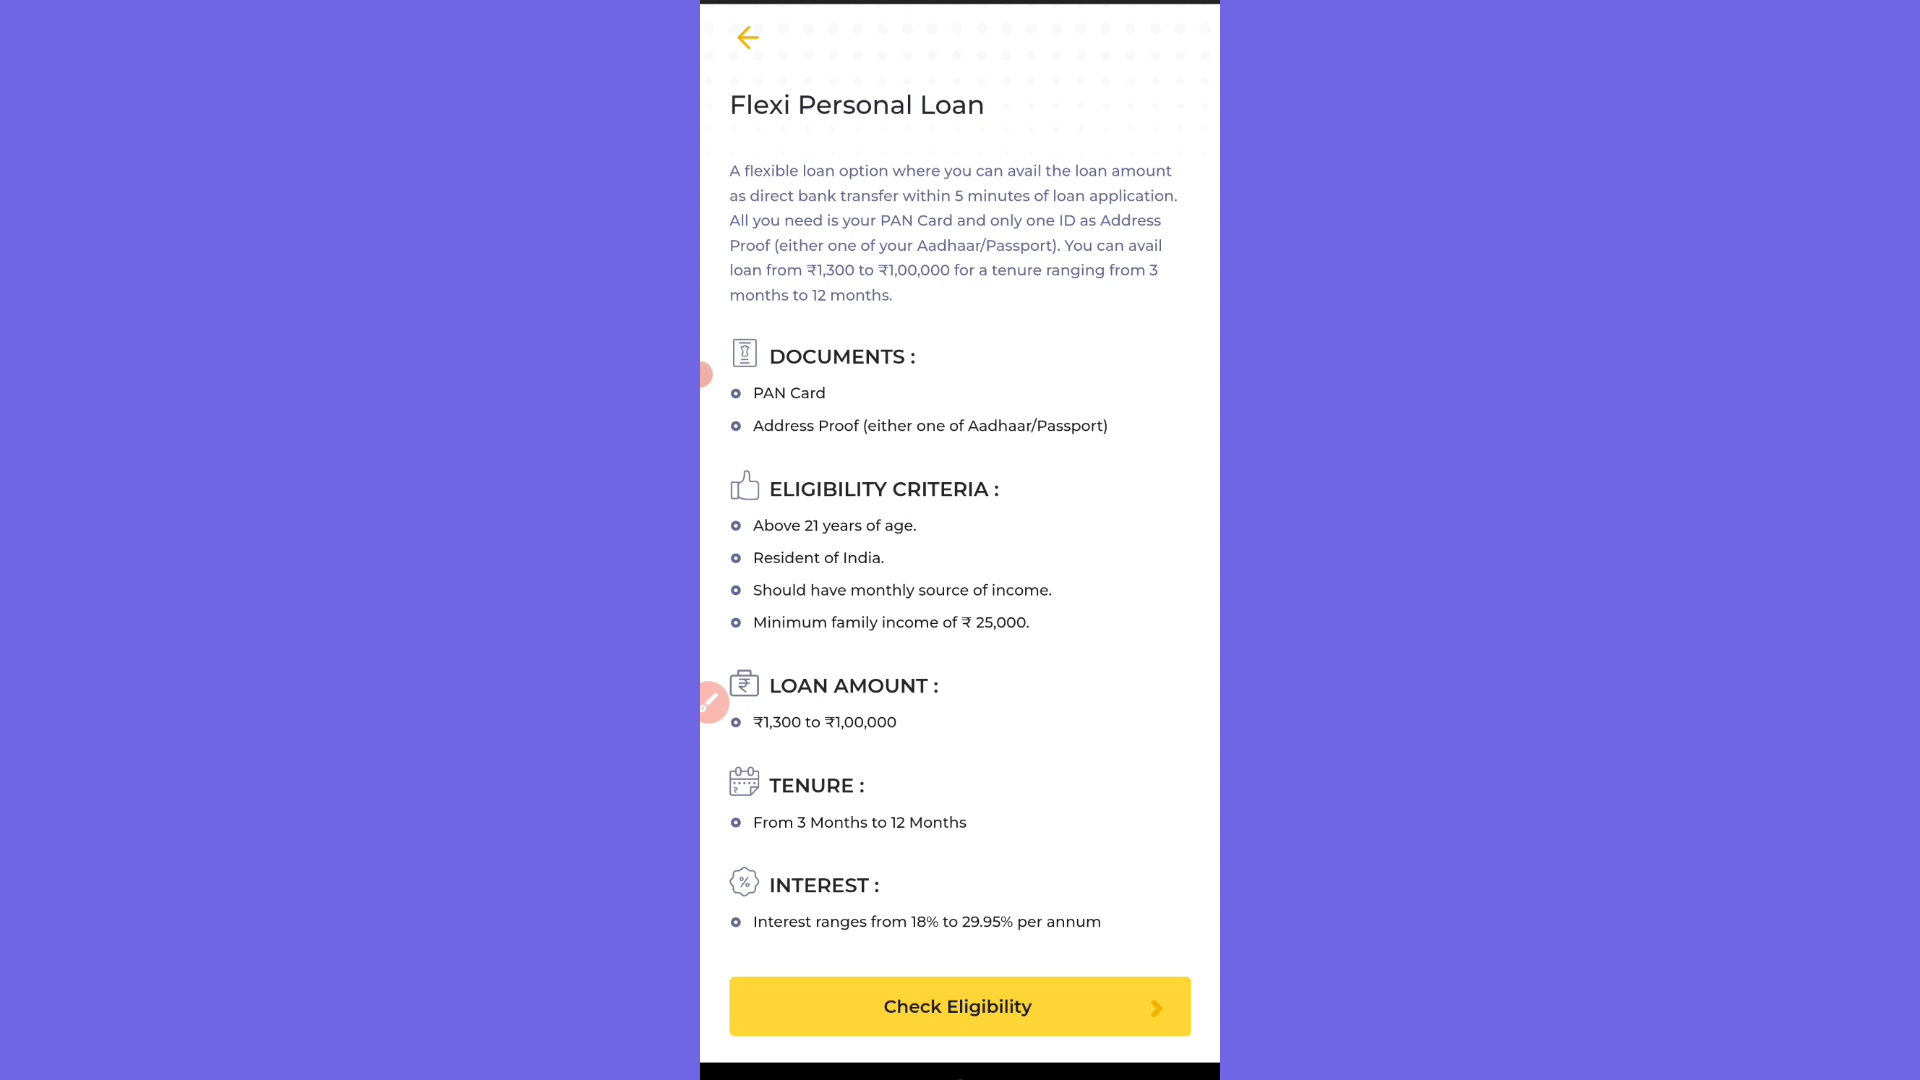 Flexi Personal Loan
A flexible loan option where you can avail the loan amount
as direct bank transfer within 5 minutes of loan application.
All you need is your PAN Card and only one ID as Address
Proof (either one of your Aadhaar/Passport). You can avail
loan from ₹1,300 to ₹1,00,000 for a tenure ranging from 3
months to 12 months.
DOCUMENTS :
PAN Card
Address Proof (either one of Aadhaar/Passport)
ELIGIBILITY CRITERIA :
Above 21 years of age.
Resident of India.
Should have monthly source of income.
Minimum family income of ₹ 25,000.
LOAN AMOUNT :
₹1,300 to ₹1,00,000
TENURE :
From 3 Months to 12 Months
INTEREST :
Interest ranges from 18% to 29.95% per annum
Check Eligibility